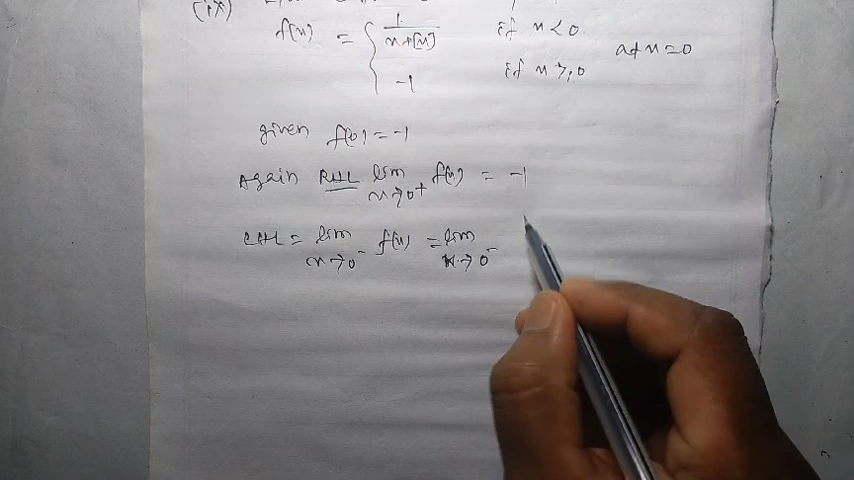 (ix)
f(x) = { 1/(x+[x]) if x < 0
-1 if x ≥ 0 at x = 0
given f(0) = -1
Again RHL lim x→0⁺ f(x) = -1
LHL = lim x→0⁻ f(x) = lim x→0⁻